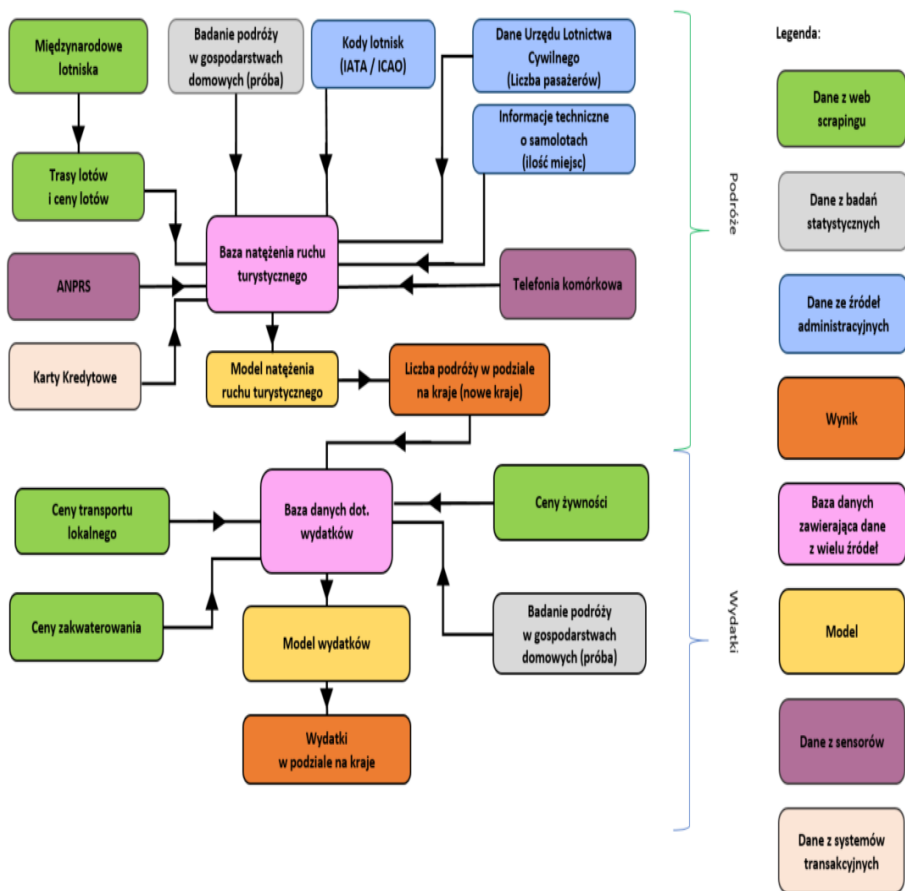 Międzynarodowe
lotniska
Badanie podróży
w gospodarstwach
domowych (próba)
Kody lotnisk
(IATA / ICAO)
Dane Urzędu Lotnictwa
Cywilnego
(Liczba pasażerów)
Informacje techniczne
o samolotach
(ilość miejsc)
Trasy lotów
i ceny lotów
Baza natężenia ruchu
turystycznego
ANPRS
Telefonia komórkowa
Karty Kredytowe
Model natężenia
ruchu turystycznego
Liczba podróży w podziale
na kraje (nowe kraje)
Podróże
Ceny transportu
lokalnego
Baza danych dot.
wydatków
Ceny żywności
Ceny zakwaterowania
Model wydatków
Badanie podróży
w gospodarstwach
domowych (próba)
Wydatki
w podziale na kraje
Wydatki
Legenda:
Dane z web
scrapingu
Dane z badań
statystycznych
Dane ze źródeł
administracyjnych
Wynik
Baza danych
zawierająca dane
z wielu źródeł
Model
Dane z sensorów
Dane z systemów
transakcyjnych